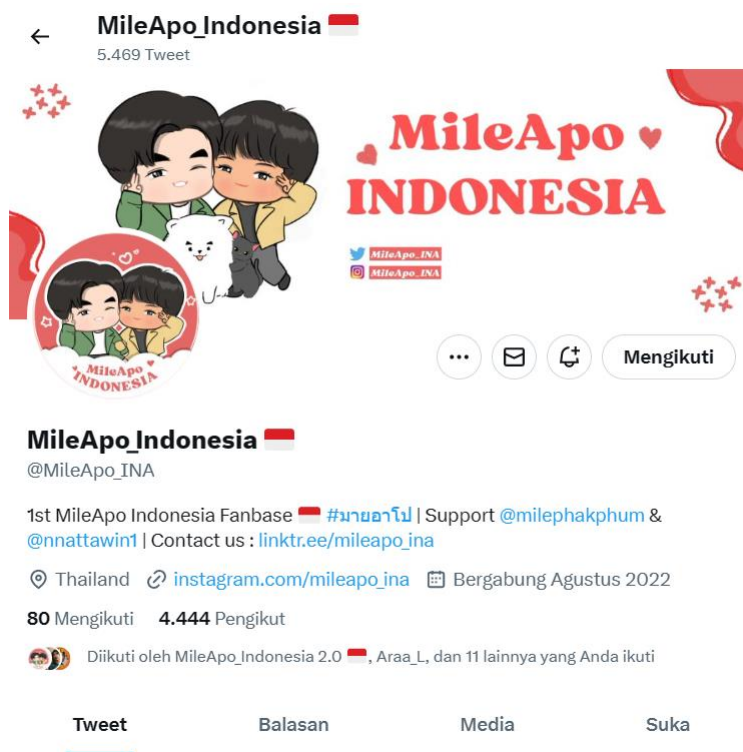 MileApo_Indonesia 🇮🇩
5.469 Tweet
MileApo
INDONESIA
MileApo_INA
MileApo_INA
MileApo
INDONESIA
Mengikuti
MileApo_Indonesia 🇮🇩
@MileApo_INA
1st MileApo Indonesia Fanbase 🇮🇩 #มายอาโป | Support @milephakphum &
@nnattawin1 | Contact us : linktr.ee/mileapo_ina
Thailand instagram.com/mileapo_ina Bergabung Agustus 2022
80 Mengikuti 4.444 Pengikut
Diikuti oleh MileApo_Indonesia 2.0 🇮🇩, Araa_L, dan 11 lainnya yang Anda ikuti
Tweet Balasan Media Suka